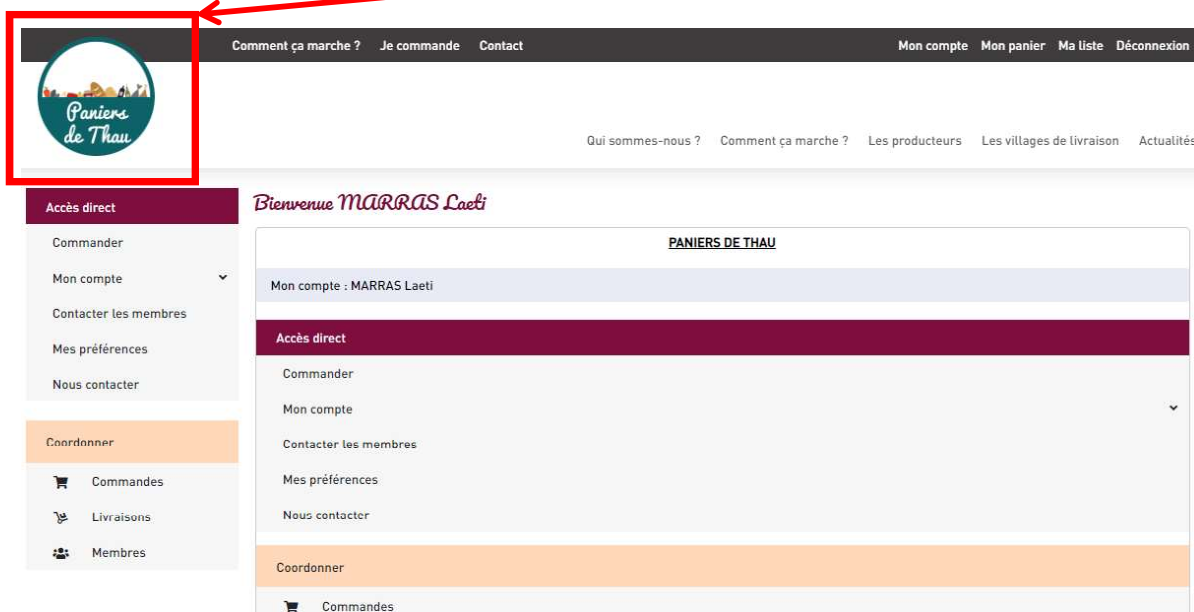 Comment ça marche ? Je commande Contact
Mon compte Mon panier Ma liste Déconnexion
Paniers
de Thau
Qui sommes-nous ? Comment ça marche ? Les producteurs Les villages de livraison Actualités
Accès direct
Commander
Mon compte
Contacter les membres
Mes préférences
Nous contacter
Coordonner
Commandes
Livraisons
Membres
Bienvenue MARRAS Laeti
PANIERS DE THAU
Mon compte : MARRAS Laeti
Accès direct
Commander
Mon compte
Contacter les membres
Mes préférences
Nous contacter
Coordonner
Commandes